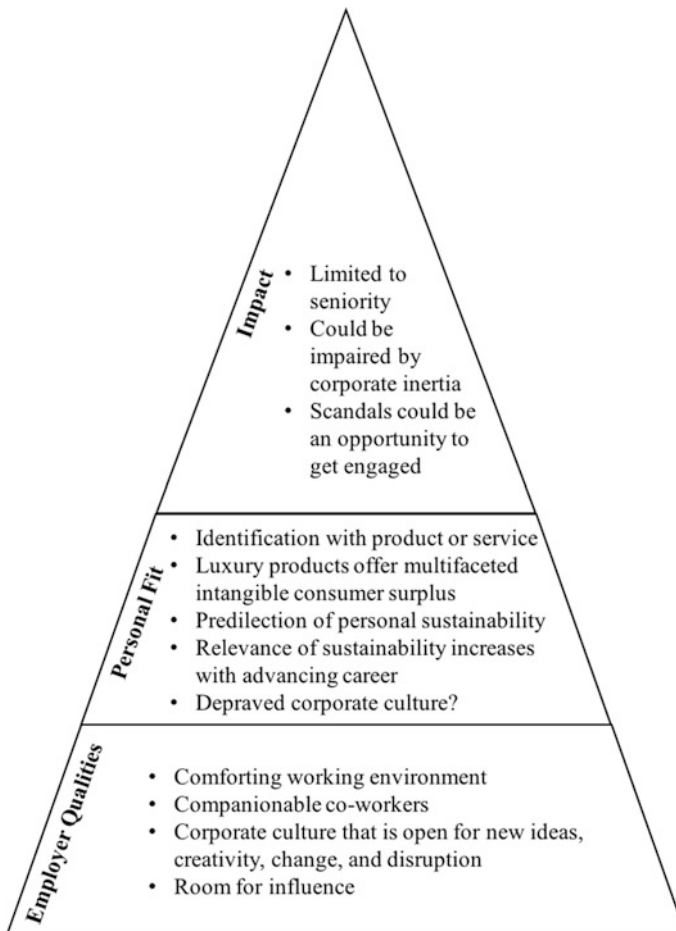 Impact
• Limited to
seniority
• Could be
impaired by
corporate inertia
• Scandals could be
an opportunity to
get engaged
Personal Fit
• Identification with product or service
• Luxury products offer multifaceted
intangible consumer surplus
• Predilection of personal sustainability
• Relevance of sustainability increases
with advancing career
• Depraved corporate culture?
Employer Qualities
• Comforting working environment
• Companionable co-workers
• Corporate culture that is open for new ideas,
creativity, change, and disruption
• Room for influence